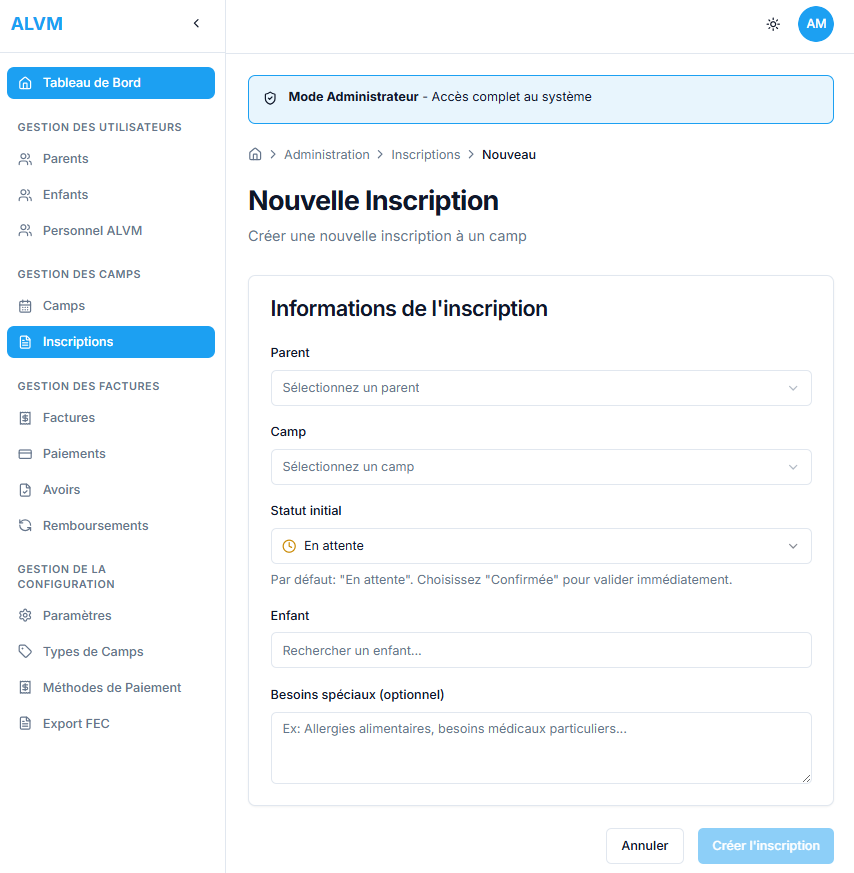 ALVM
AM
Tableau de Bord
GESTION DES UTILISATEURS
Parents
Enfants
Personnel ALVM
GESTION DES CAMPS
Camps
Inscriptions
GESTION DES FACTURES
Factures
Paiements
Avoirs
Remboursements
GESTION DE LA
CONFIGURATION
Paramètres
Types de Camps
Méthodes de Paiement
Export FEC
Mode Administrateur - Accès complet au système
Administration > Inscriptions > Nouveau
Nouvelle Inscription
Créer une nouvelle inscription à un camp
Informations de l'inscription
Parent
Sélectionnez un parent
Camp
Sélectionnez un camp
Statut initial
En attente
Par défaut: "En attente". Choisissez "Confirmée" pour valider immédiatement.
Enfant
Rechercher un enfant...
Besoins spéciaux (optionnel)
Ex: Allergies alimentaires, besoins médicaux particuliers...
Annuler
Créer l'inscription